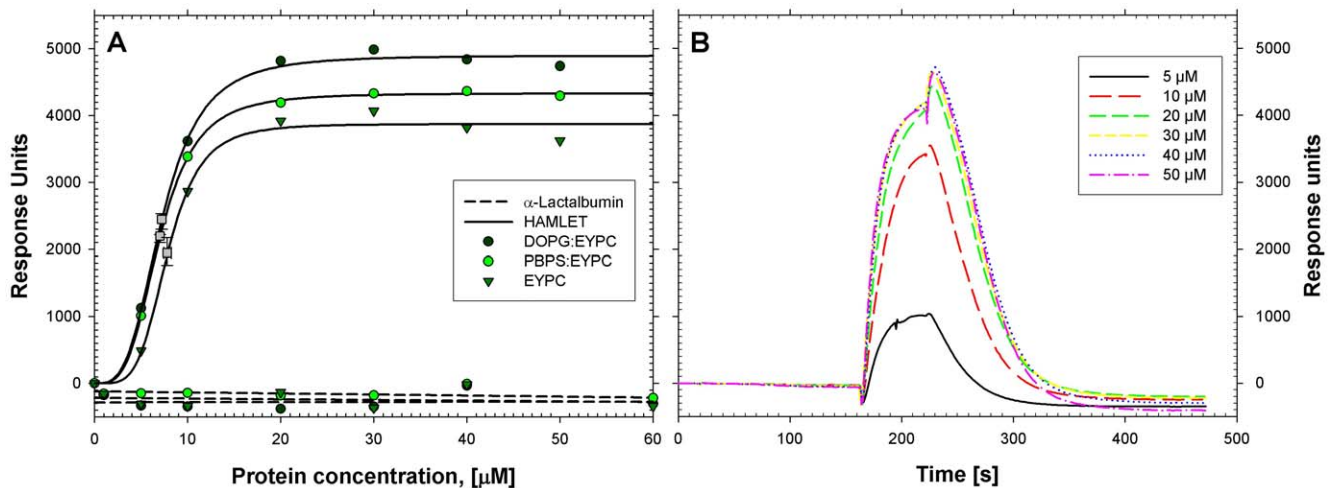 A
Response Units
5000
4000
3000
2000
1000
0
0 10 20 30 40 50 60
Protein concentration, [μM]
α-Lactalbumin
HAMLET
DOPG:EYPC
PBPS:EYPC
EYPC
B
5 μM
10 μM
20 μM
30 μM
40 μM
50 μM
5000
4000
3000
2000
1000
0
Response units
0 100 200 300 400 500
Time [s]